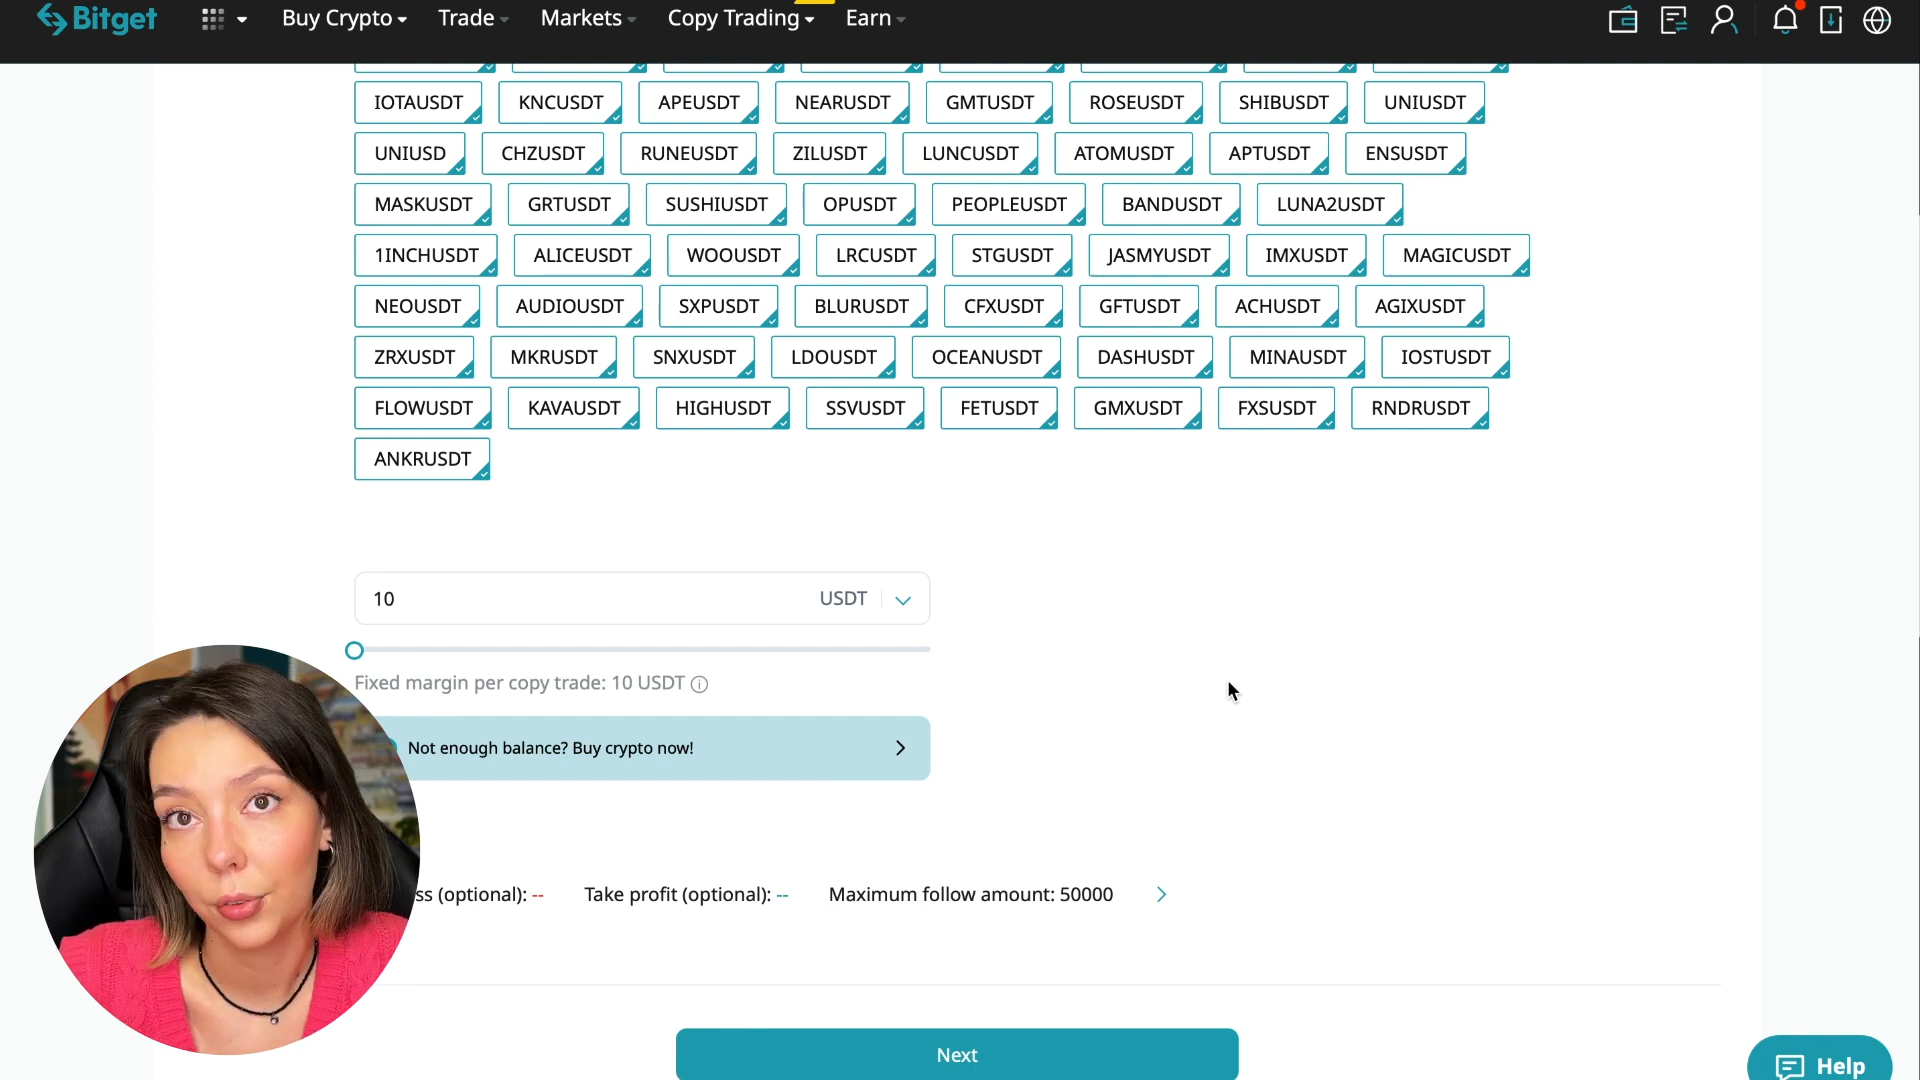 Bitget Buy Crypto Trade Markets Copy Trading Earn
IOTAUSDT KNCUSDT APEUSDT NEARUSDT GMTUSDT ROSEUSDT SHIBUSDT UNIUSDT
UNIUSD CHZUSDT RUNEUSDT ZILUSDT LUNCUSDT ATOMUSDT APTUSDT ENSUSDT
MASKUSDT GRTUSDT SUSHIUSDT OPUSDT PEOPLEUSDT BANDUSDT LUNA2USDT
1INCHUSDT ALICEUSDT WOOUSDT LRCUSDT STGUSDT JASMYUSDT IMXUSDT MAGICUSDT
NEOUSDT AUDIOUSDT SXPUSDT BLURUSDT CFXUSDT GFTUSDT ACHUSDT AGIXUSDT
ZRXUSDT MKRUSDT SNXUSDT LDOUSDT OCEANUSDT DASHUSDT MINAUSDT IOSTUSDT
FLOWUSDT KAVAUSDT HIGHUSDT SSVUSDT FETUSDT GMXUSDT FXSUSDT RNDRUSDT
ANKRUSDT
10 USDT
Fixed margin per copy trade: 10 USDT
Not enough balance? Buy crypto now!
ss (optional): -- Take profit (optional): -- Maximum follow amount: 50000
Next
Help